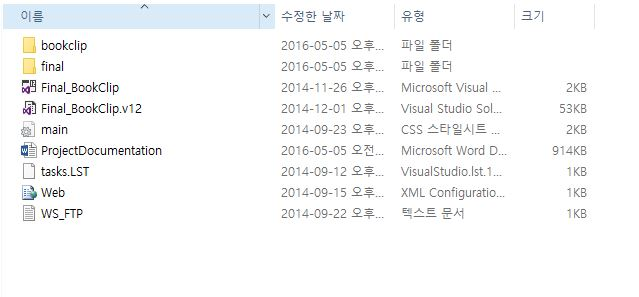 이름 수정한 날짜 유형 크기
bookclip 2016-05-05 오후... 파일 폴더
final 2016-05-05 오후... 파일 폴더
Final_BookClip 2014-11-26 오후... Microsoft Visual ... 2KB
Final_BookClip.v12 2014-12-01 오후... Visual Studio Sol... 53KB
main 2014-09-23 오후... CSS 스타일시트 ... 2KB
ProjectDocumentation 2016-05-05 오전... Microsoft Word D... 914KB
tasks.LST 2014-09-12 오후... VisualStudio.lst.1... 1KB
Web 2014-09-15 오후... XML Configuratio... 1KB
WS_FTP 2014-09-22 오후... 텍스트 문서 1KB